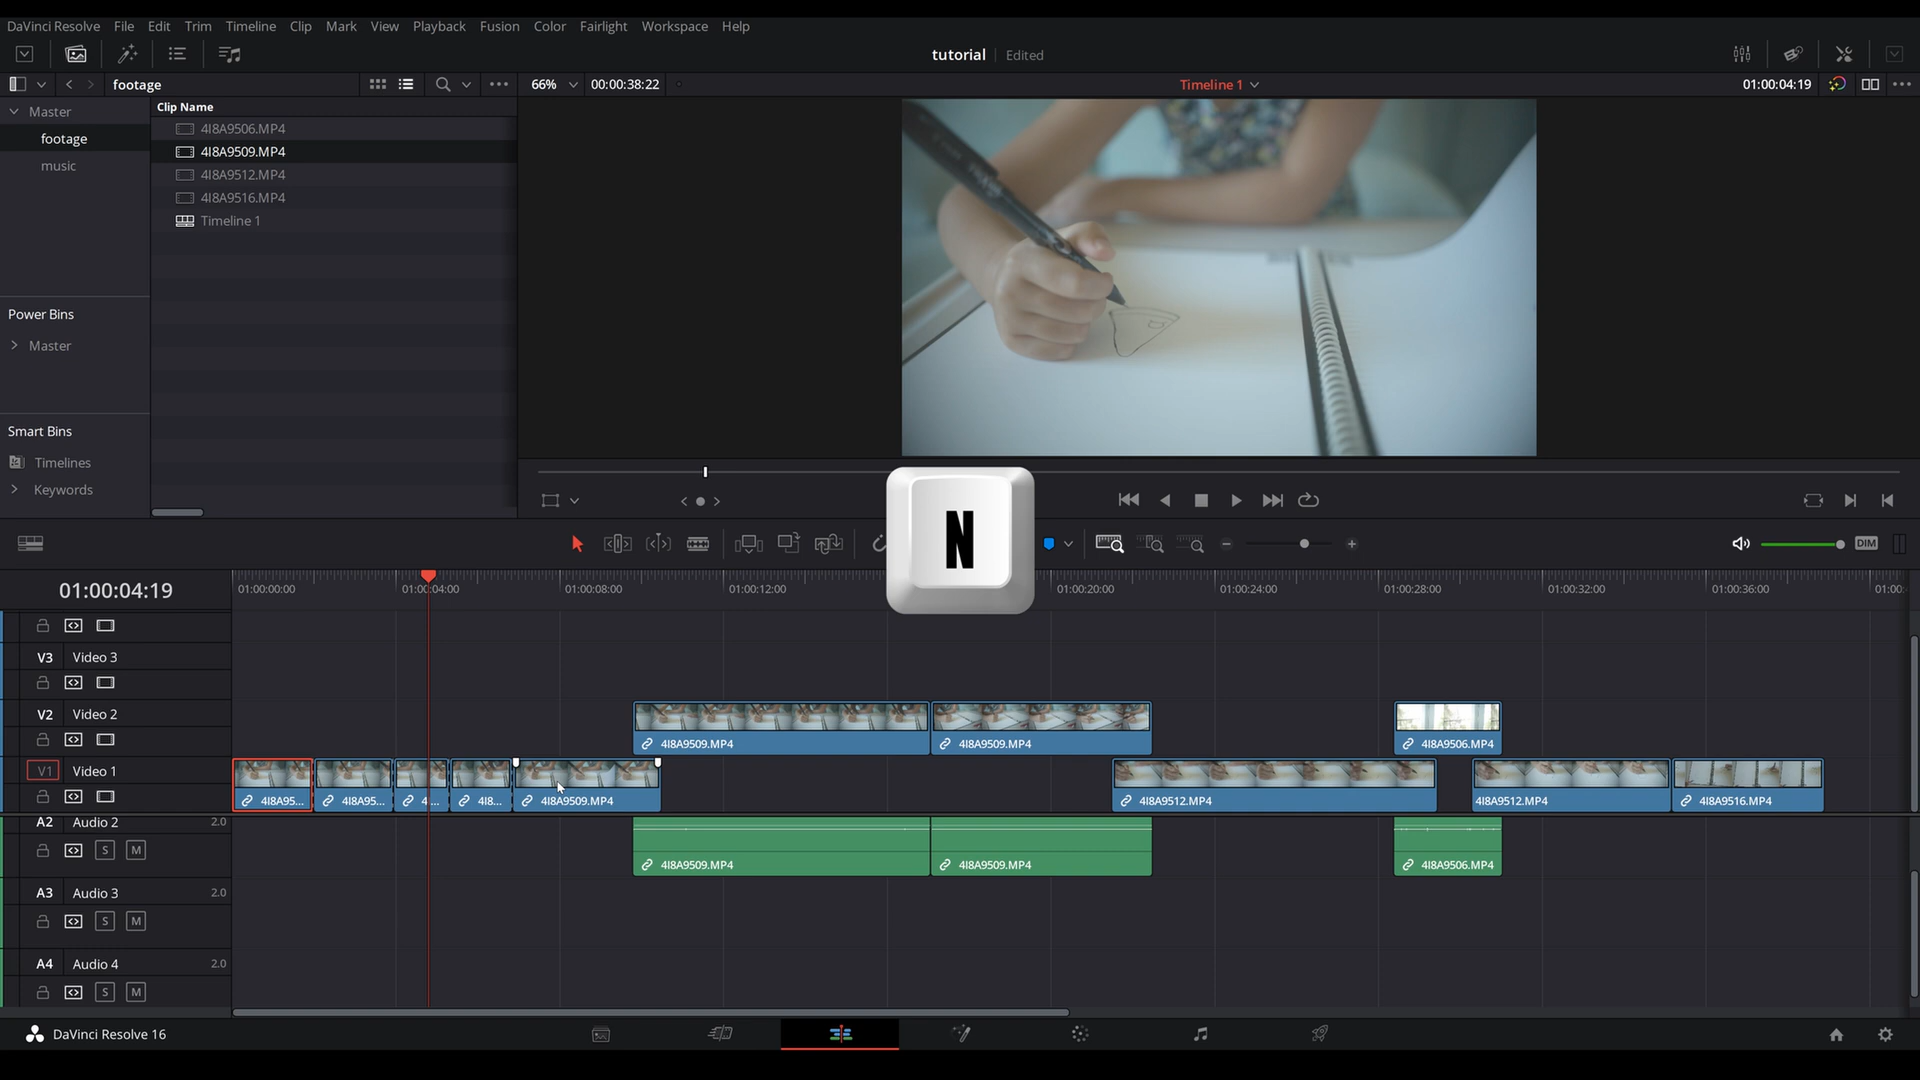 DaVinci Resolve File Edit Trim Timeline Clip Mark View Playback Fusion Color Fairlight Workspace Help
tutorial Edited
footage 66% 00:00:38:22 Timeline 1 01:00:04:19
Master
footage
music
Clip Name
4I8A9506.MP4
4I8A9509.MP4
4I8A9512.MP4
4I8A9516.MP4
Timeline 1
Power Bins
Master
Smart Bins
Timelines
Keywords
N
DIM
01:00:04:19
01:00:00:00 01:00:04:00 01:00:08:00 01:00:12:00 01:00:20:00 01:00:24:00 01:00:28:00 01:00:32:00 01:00:36:00 01:00:
V3 Video 3
V2 Video 2
4I8A9509.MP4 4I8A9509.MP4 4I8A9506.MP4
V1 Video 1
4I8A95... 4I8A95... 4... 4I8... 4I8A9509.MP4 4I8A9512.MP4 4I8A9512.MP4 4I8A9516.MP4
A2 Audio 2 2.0
S M
4I8A9509.MP4 4I8A9509.MP4 4I8A9506.MP4
A3 Audio 3 2.0
S M
A4 Audio 4 2.0
S M
DaVinci Resolve 16